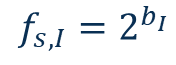 f_{s,I} = 2^{b_I}